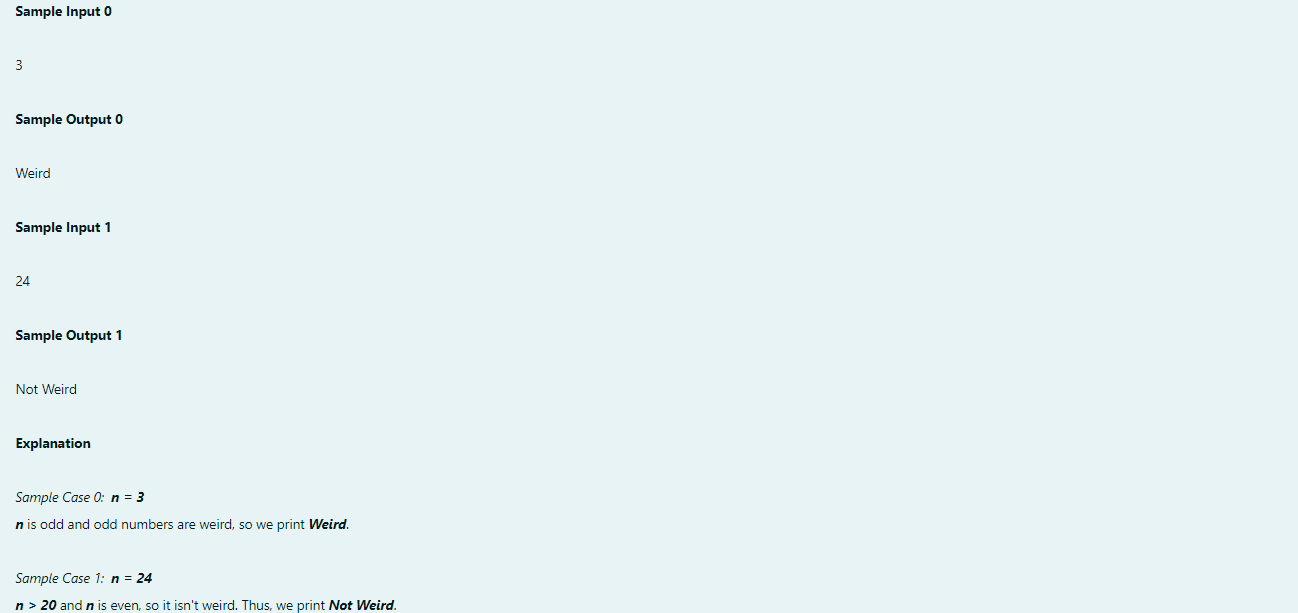 Sample Input 0
3
Sample Output 0
Weird
Sample Input 1
24
Sample Output 1
Not Weird
Explanation
Sample Case 0: n = 3
n is odd and odd numbers are weird, so we print Weird.
Sample Case 1: n = 24
n > 20 and n is even, so it isn't weird. Thus, we print Not Weird.